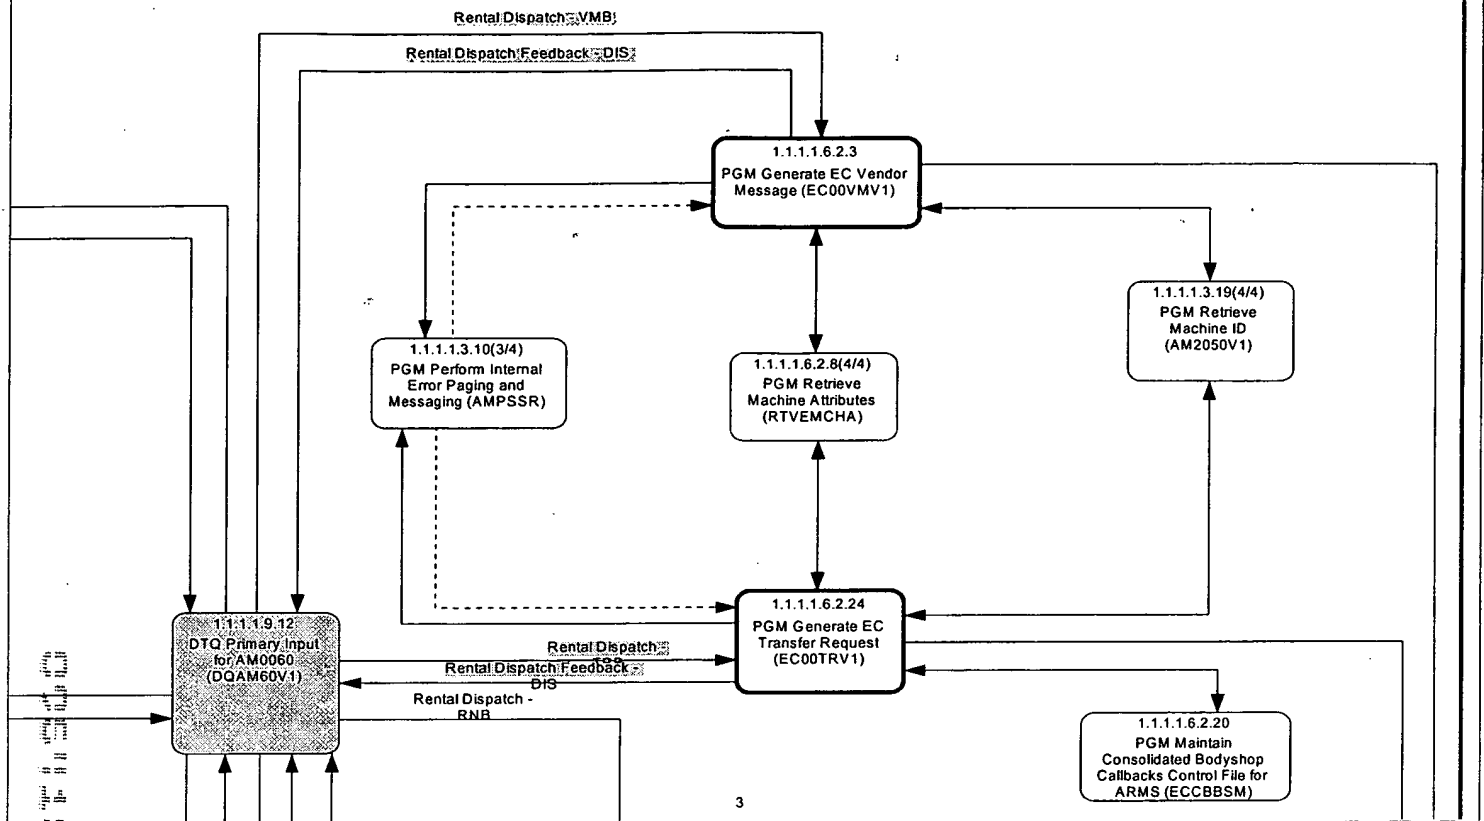 Rental Dispatch - VMB
Rental Dispatch Feedback - DIS
1.1.1.1.6.2.3
PGM Generate EC Vendor
Message (EC00VMV1)
1.1.1.1.3.19(4/4)
PGM Retrieve
Machine ID
(AM2050V1)
1.1.1.1.3.10(3/4)
PGM Perform Internal
Error Paging and
Messaging (AMPSSR)
1.1.1.1.6.2.8(4/4)
PGM Retrieve
Machine Attributes
(RTVEMCHA)
1.1.1.1.6.2.24
PGM Generate EC
Transfer Request
(EC00TRV1)
1.1.1.1.9.12
DTQ Primary Input
for AM0060
(DQAM60V1)
Rental Dispatch -
Rental Dispatch Feedback -
DIS
Rental Dispatch -
RNB
1.1.1.1.6.2.20
PGM Maintain
Consolidated Bodyshop
Callbacks Control File for
ARMS (ECCBBSM)
3